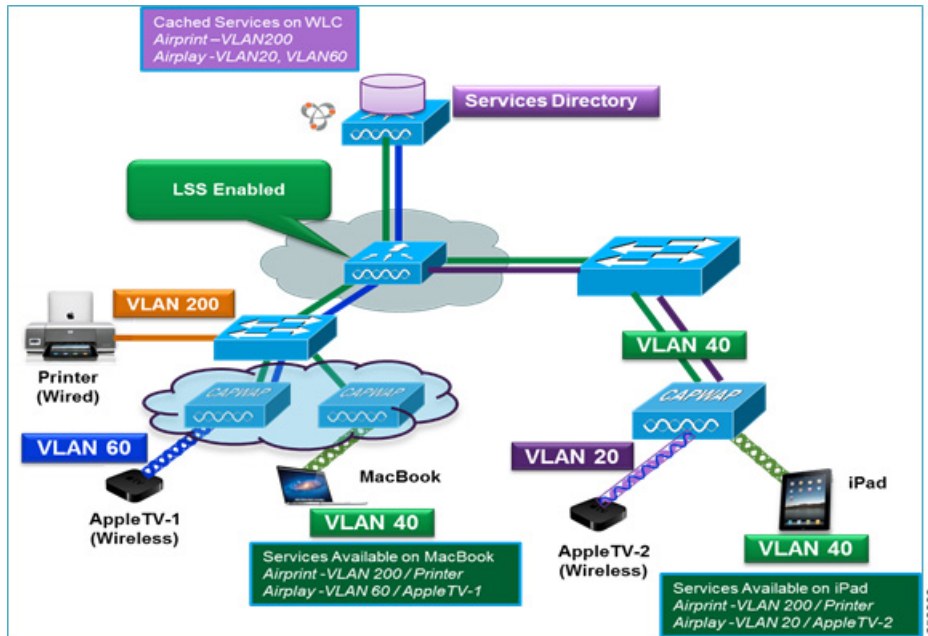 Cached Services on WLC
Airprint –VLAN200
Airplay -VLAN20, VLAN60
Services Directory
LSS Enabled
VLAN 200
Printer
(Wired)
VLAN 40
CAPWAP
CAPWAP
CAPWAP
VLAN 60
MacBook
VLAN 20
iPad
AppleTV-1
(Wireless)
VLAN 40
AppleTV-2
(Wireless)
VLAN 40
Services Available on MacBook
Airprint -VLAN 200 / Printer
Airplay -VLAN 60 / AppleTV-1
Services Available on iPad
Airprint -VLAN 200 / Printer
Airplay -VLAN 20 / AppleTV-2